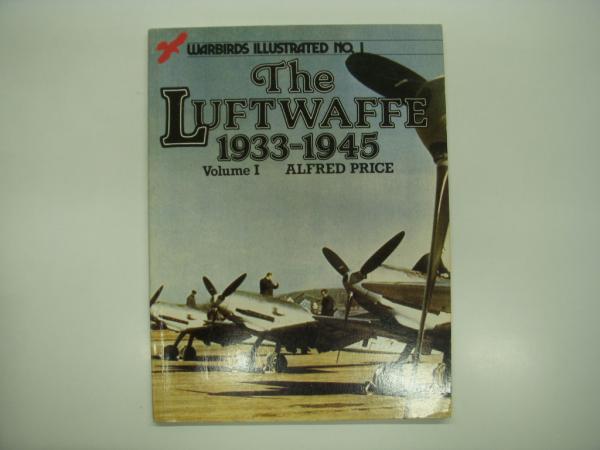 WARBIRDS ILLUSTRATED NO. 1
The
LUFTWAFFE
1933-1945
Volume I ALFRED PRICE